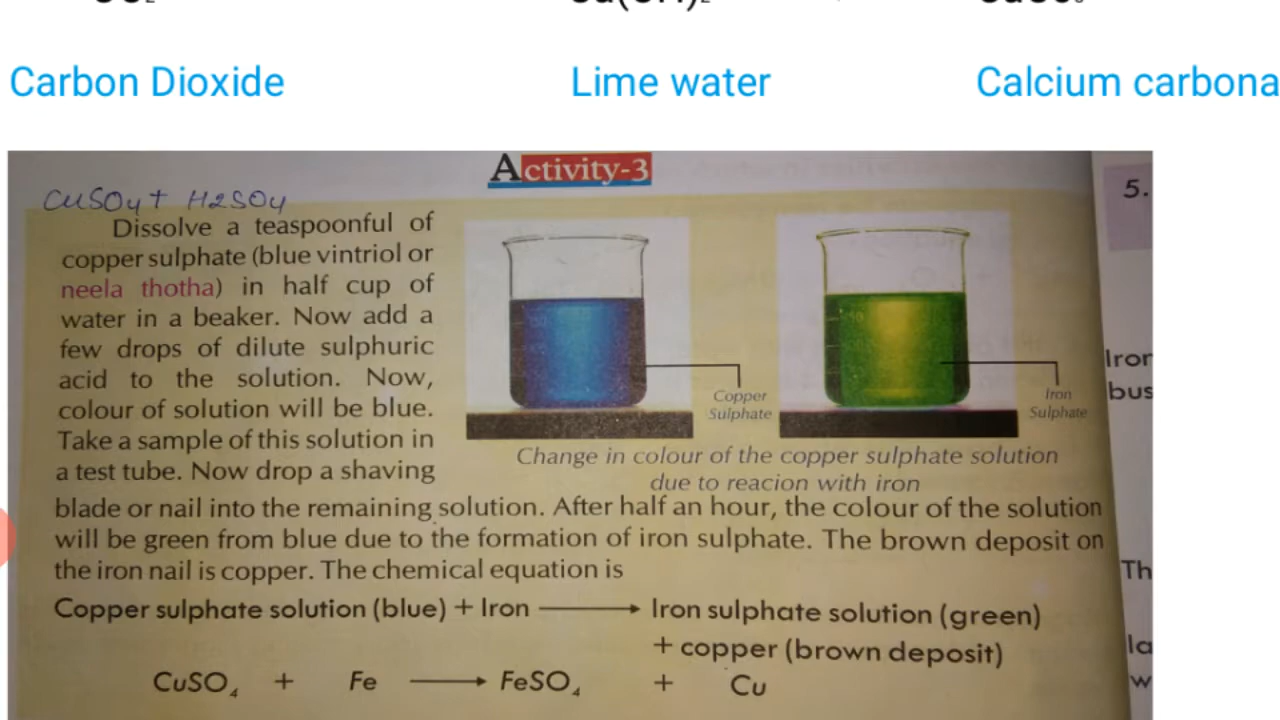 Carbon Dioxide Lime water Calcium carbona
Activity-3
CuSO4 + H2SO4
5.
Dissolve a teaspoonful of
copper sulphate (blue vintriol or
neela thotha) in half cup of
water in a beaker. Now add a
few drops of dilute sulphuric
acid to the solution. Now,
colour of solution will be blue.
Take a sample of this solution in
a test tube. Now drop a shaving
Copper
Sulphate
Iron
Sulphate
Change in colour of the copper sulphate solution
due to reacion with iron
blade or nail into the remaining solution. After half an hour, the colour of the solution
will be green from blue due to the formation of iron sulphate. The brown deposit on
the iron nail is copper. The chemical equation is
Copper sulphate solution (blue) + Iron → Iron sulphate solution (green)
+ copper (brown deposit)
CuSO₄ + Fe → FeSO₄ + Cu
Iron
bus
Th
la
w